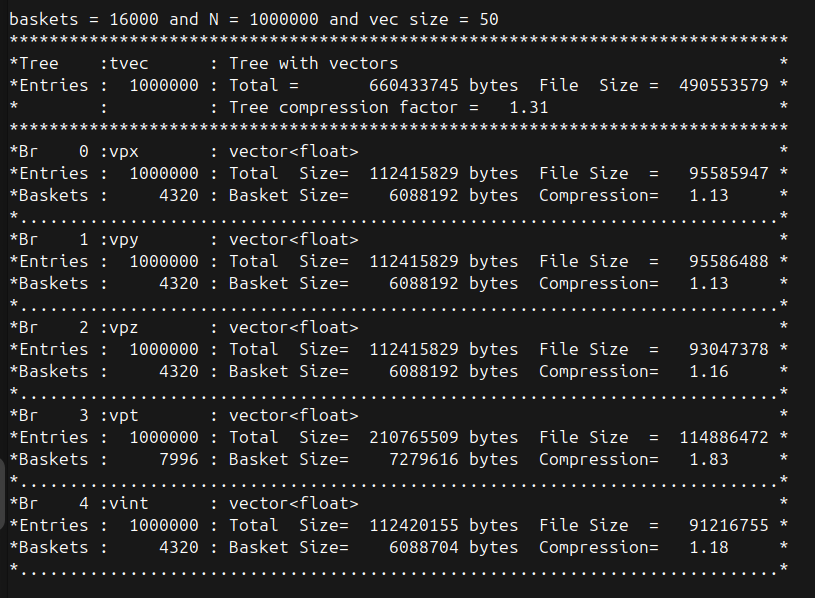 baskets = 16000 and N = 1000000 and vec size = 50
******************************************************************************
*Tree    :tvec      : Tree with vectors                                      *
*Entries :  1000000 : Total =       660433745 bytes  File  Size =  490553579 *
*        :          : Tree compression factor =   1.31                       *
******************************************************************************
*Br    0 :vpx       : vector<float>                                          *
*Entries :  1000000 : Total  Size=  112415829 bytes  File Size  =   95585947 *
*Baskets :     4320 : Basket Size=    6088192 bytes  Compression=   1.13     *
*............................................................................*
*Br    1 :vpy       : vector<float>                                          *
*Entries :  1000000 : Total  Size=  112415829 bytes  File Size  =   95586488 *
*Baskets :     4320 : Basket Size=    6088192 bytes  Compression=   1.13     *
*............................................................................*
*Br    2 :vpz       : vector<float>                                          *
*Entries :  1000000 : Total  Size=  112415829 bytes  File Size  =   93047378 *
*Baskets :     4320 : Basket Size=    6088192 bytes  Compression=   1.16     *
*............................................................................*
*Br    3 :vpt       : vector<float>                                          *
*Entries :  1000000 : Total  Size=  210765509 bytes  File Size  =  114886472 *
*Baskets :     7996 : Basket Size=    7279616 bytes  Compression=   1.83     *
*............................................................................*
*Br    4 :vint      : vector<float>                                          *
*Entries :  1000000 : Total  Size=  112420155 bytes  File Size  =   91216755 *
*Baskets :     4320 : Basket Size=    6088704 bytes  Compression=   1.18     *
*............................................................................*